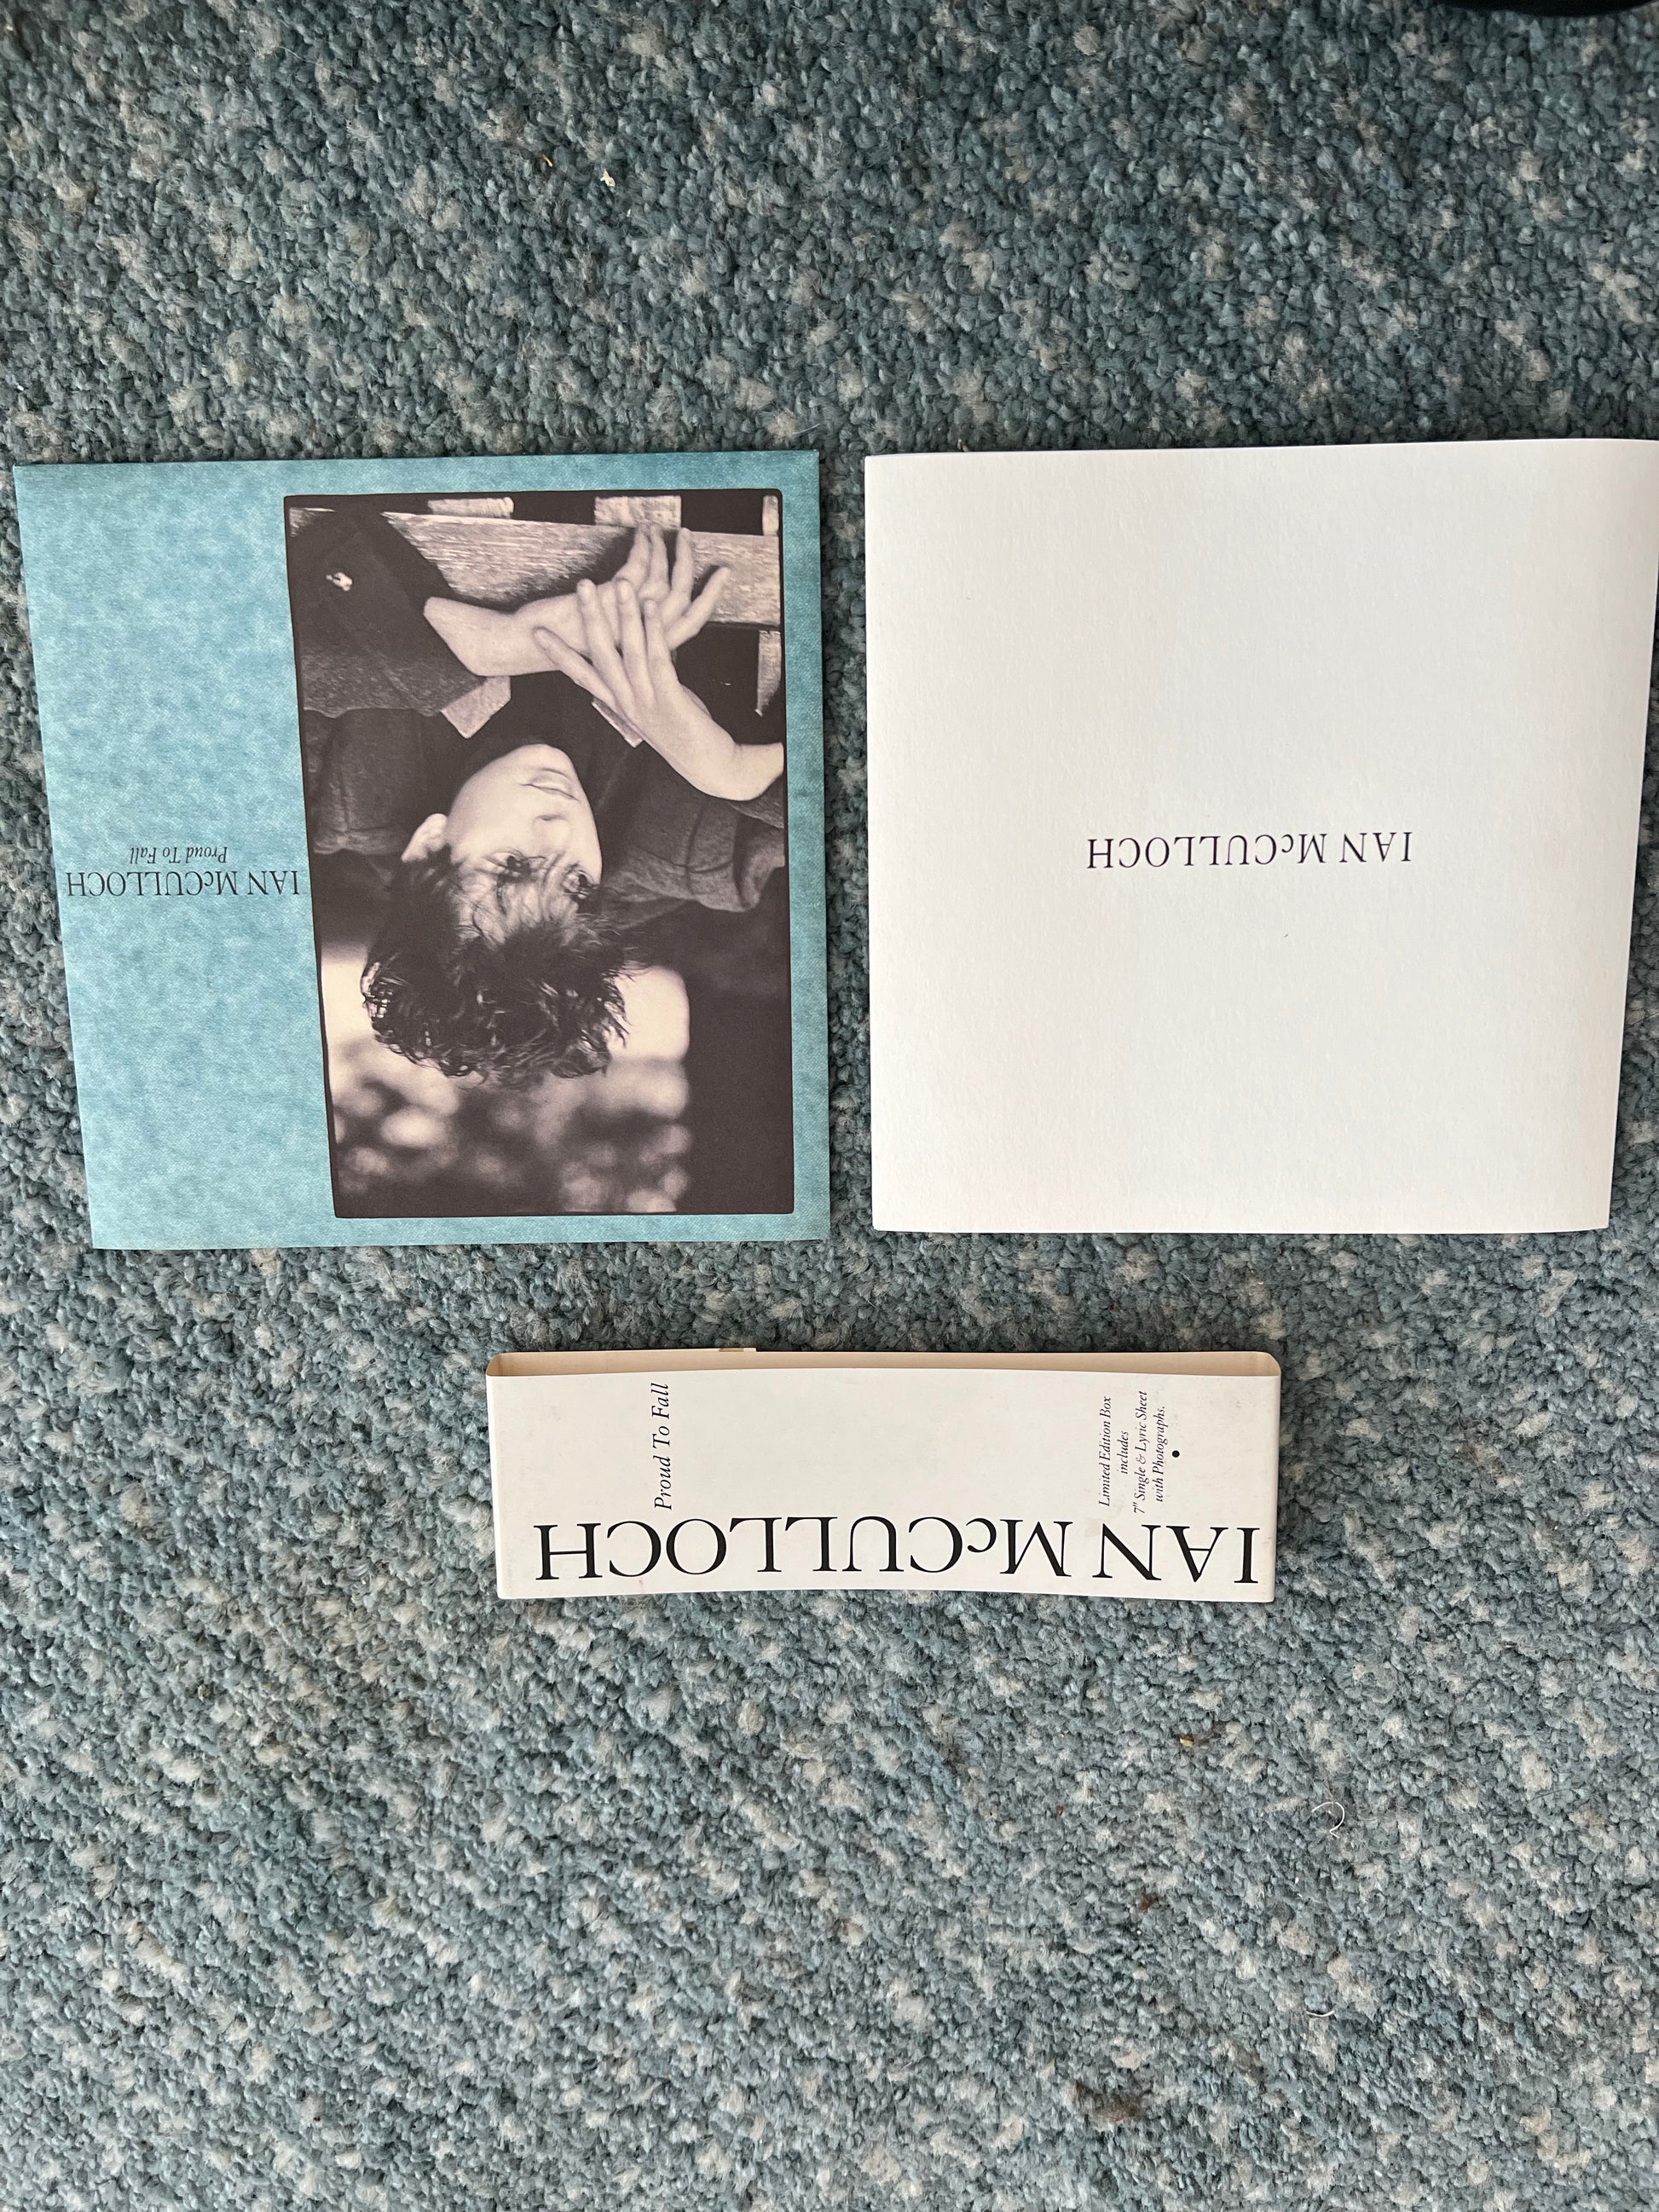 IAN McCULLOCH
Proud To Fall
IAN McCULLOCH
IAN McCULLOCH
Proud To Fall
Limited Edition Box
includes
7" Single & Lyric Sheet
with Photographs.